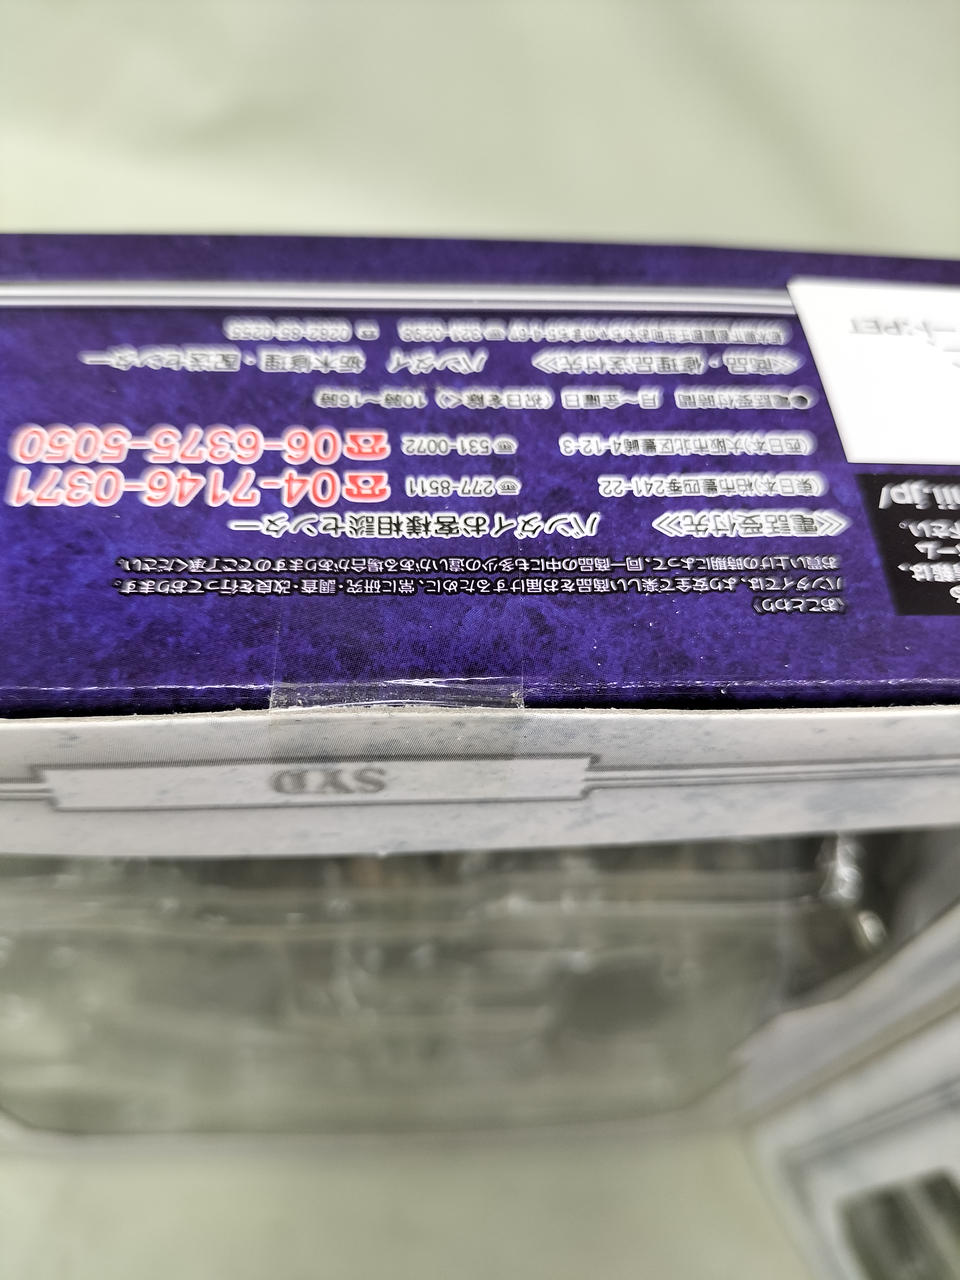 〈おことわり〉
バンダイでは、より安全で楽しい商品をお届けするために、常に研究・調査・改良を行っております。
お買い上げの時期によって、同一商品の中にも多少の違いがある場合がありますのでご了承ください。
≪電話受付先≫ バンダイお客様相談センター
(東日本)柏市豊四季241-22 〒277-8511 ☎04-7146-0371
(西日本)大阪市北区豊崎4-12-3 〒531-0072 ☎06-6375-5050
●電話受付時間 月〜金曜日(祝日を除く)10時〜16時
≪商品・修理品送付先≫ バンダイ 栃木修理・配送センター
SYD